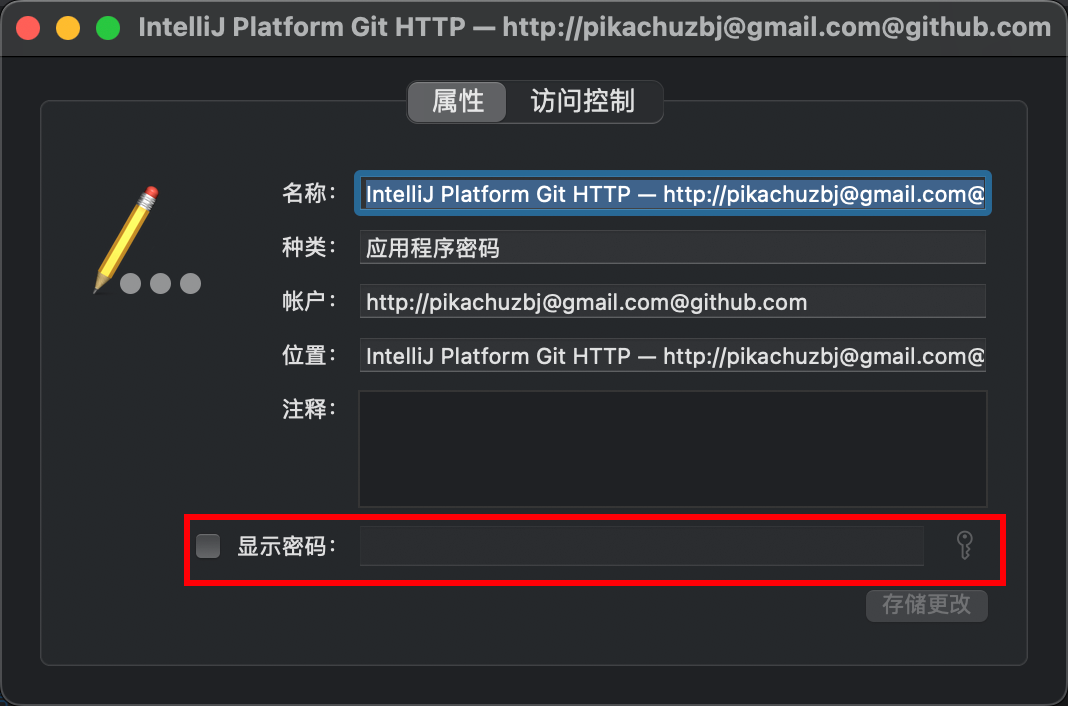 IntelliJ Platform Git HTTP — http://pikachuzbj@gmail.com@github.com
属性 访问控制
名称： IntelliJ Platform Git HTTP — http://pikachuzbj@gmail.com@
种类： 应用程序密码
帐户： http://pikachuzbj@gmail.com@github.com
位置： IntelliJ Platform Git HTTP — http://pikachuzbj@gmail.com@
注释：
显示密码：
存储更改